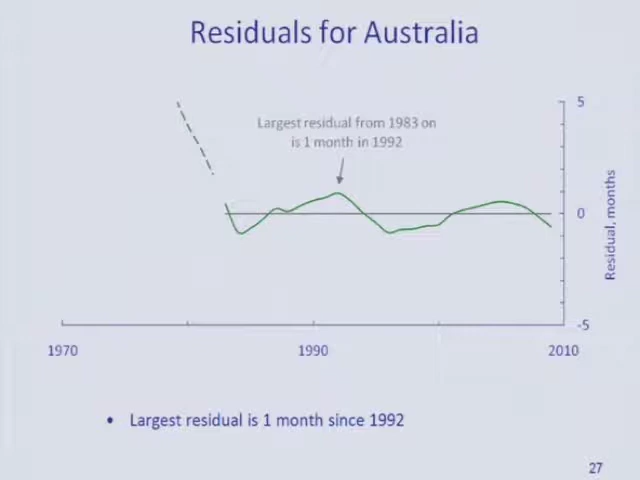 Residuals for Australia
Largest residual from 1983 on
is 1 month in 1992
5
0
-5
Residual, months
1970
1990
2010
• Largest residual is 1 month since 1992
27